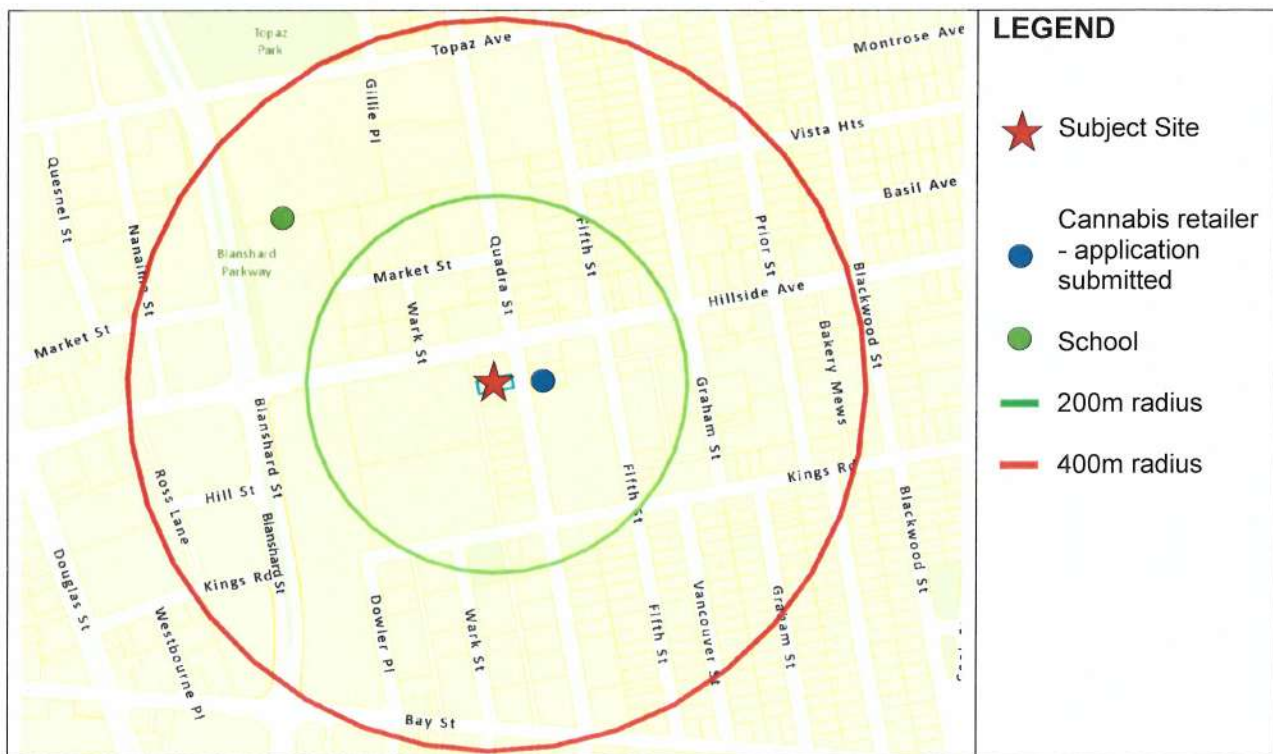 Topaz
Park
Topaz Ave
Montrose Ave
Gillie Pl
Vista Hts
Quesnel St
Nanaimo St
Blanshard
Parkway
Basil Ave
Fifth St
Prior St
Quadra St
Market St
Hillside Ave
Wark St
Market St
Blackwood St
Bakery Mews
Graham St
Blanshard St
Ross Lane
Hill St
Kings Rd
Fifth St
Blackwood St
Blanshard St
Douglas St
Kings Rd
Westbourne Pl
Dowler Pl
Wark St
Fifth St
Vancouver St
Graham St
Bay St
LEGEND
Subject Site
Cannabis retailer
- application
submitted
School
200m radius
400m radius